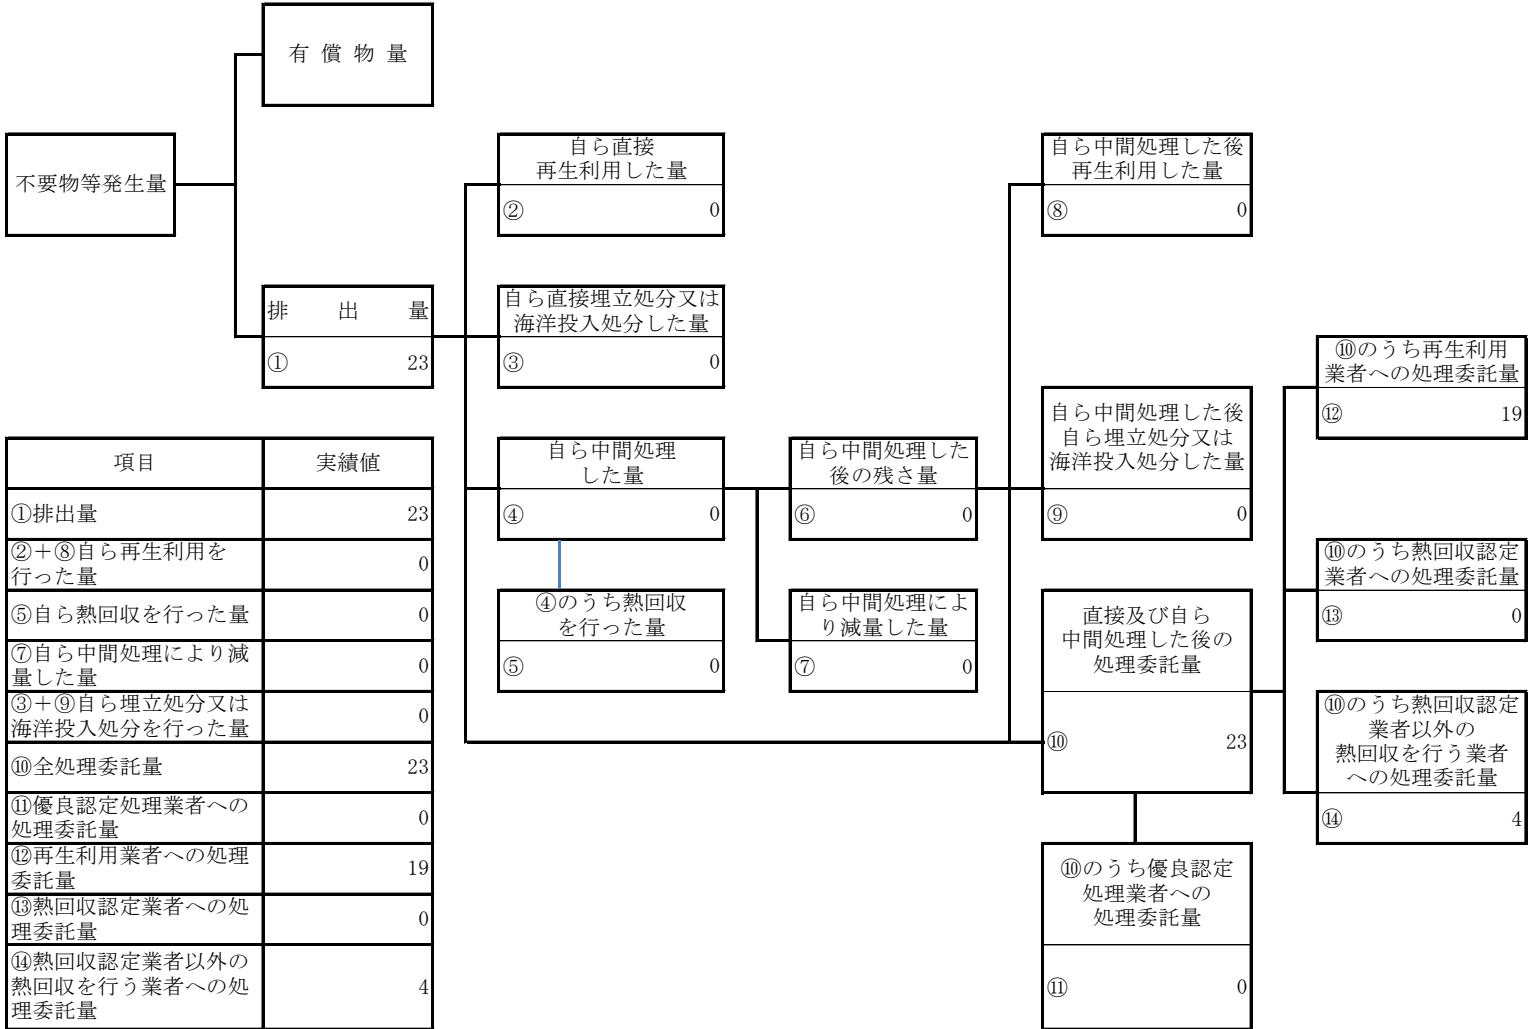 有償物量
不要物等発生量
自ら直接
再生利用した量
② 0
自ら中間処理した後
再生利用した量
⑧ 0
排出量
① 23
自ら直接埋立処分又は
海洋投入処分した量
③ 0
⑩のうち再生利用
業者への処理委託量
⑫ 19
自ら中間処理
した量
④ 0
自ら中間処理した
後の残さ量
⑥ 0
自ら中間処理した後
自ら埋立処分又は
海洋投入処分した量
⑨ 0
⑩のうち熱回収認定
業者への処理委託量
⑬ 0
④のうち熱回収
を行った量
⑤ 0
自ら中間処理によ
り減量した量
⑦ 0
直接及び自ら
中間処理した後の
処理委託量
⑩ 23
⑩のうち熱回収認定
業者以外の
熱回収を行う業者
への処理委託量
⑭ 4
⑩のうち優良認定
処理業者への
処理委託量
⑪ 0
項目 実績値
①排出量 23
②+⑧自ら再生利用を
行った量 0
⑤自ら熱回収を行った量 0
⑦自ら中間処理により減
量した量 0
③+⑨自ら埋立処分又は
海洋投入処分を行った量 0
⑩全処理委託量 23
⑪優良認定処理業者への
処理委託量 0
⑫再生利用業者への処理
委託量 19
⑬熱回収認定業者への処
理委託量 0
⑭熱回収認定業者以外の
熱回収を行う業者への処
理委託量 4